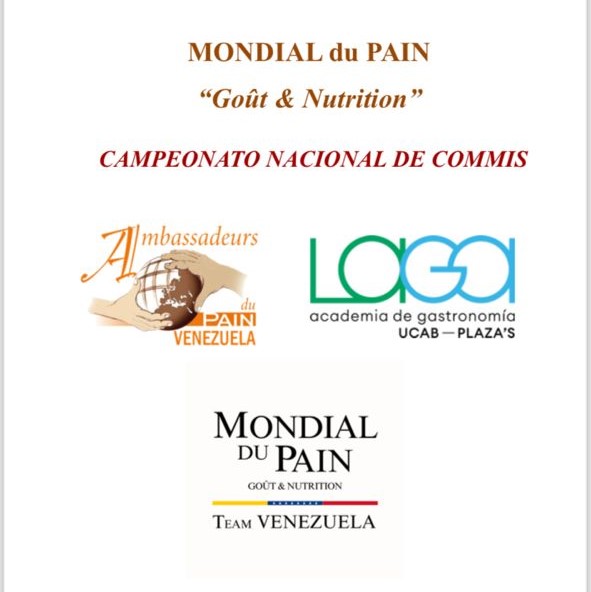 MONDIAL du PAIN
“Goût & Nutrition”
CAMPEONATO NACIONAL DE COMMIS
Ambassadeurs
du
PAIN
VENEZUELA
LAGA
academia de gastronomía
UCAB — PLAZA'S
MONDIAL
DU PAIN
GOÛT & NUTRITION
TEAM VENEZUELA